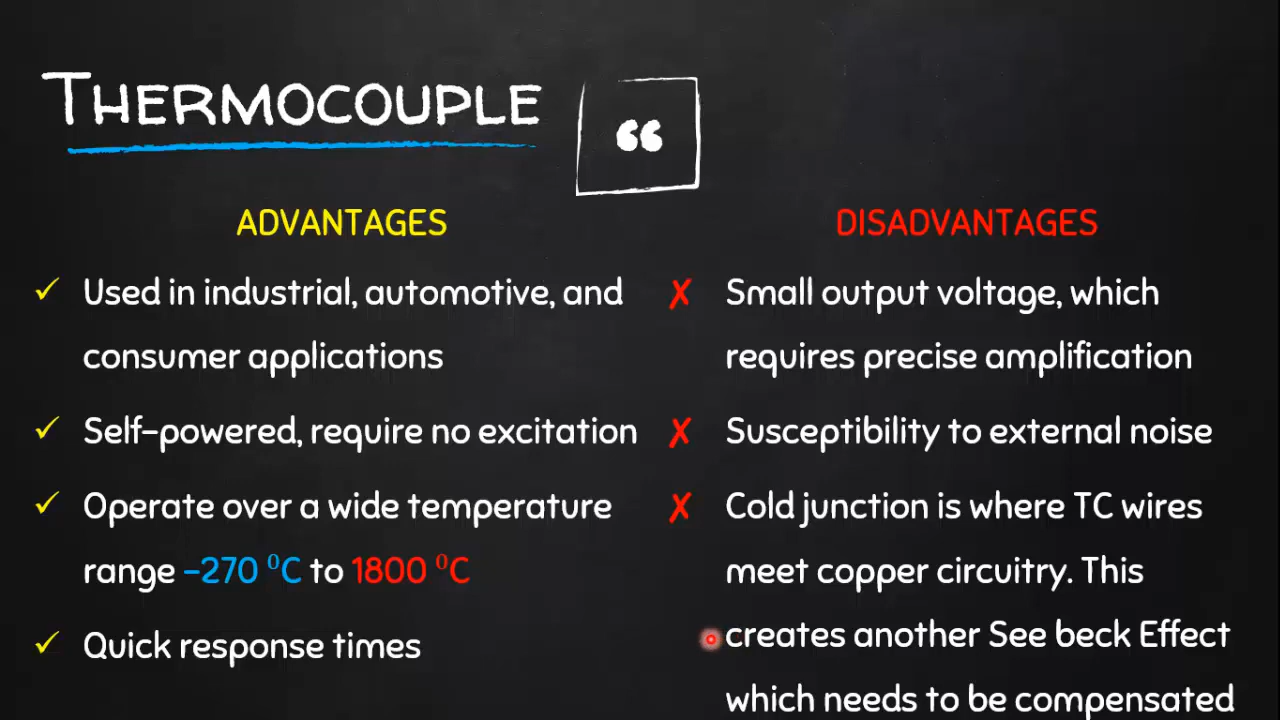 THERMOCOUPLE
“
ADVANTAGES
✓ Used in industrial, automotive, and
consumer applications
✓ Self-powered, require no excitation
✓ Operate over a wide temperature
range -270 ⁰C to 1800 ⁰C
✓ Quick response times
DISADVANTAGES
✗ Small output voltage, which
requires precise amplification
✗ Susceptibility to external noise
✗ Cold junction is where TC wires
meet copper circuitry. This
creates another See beck Effect
which needs to be compensated